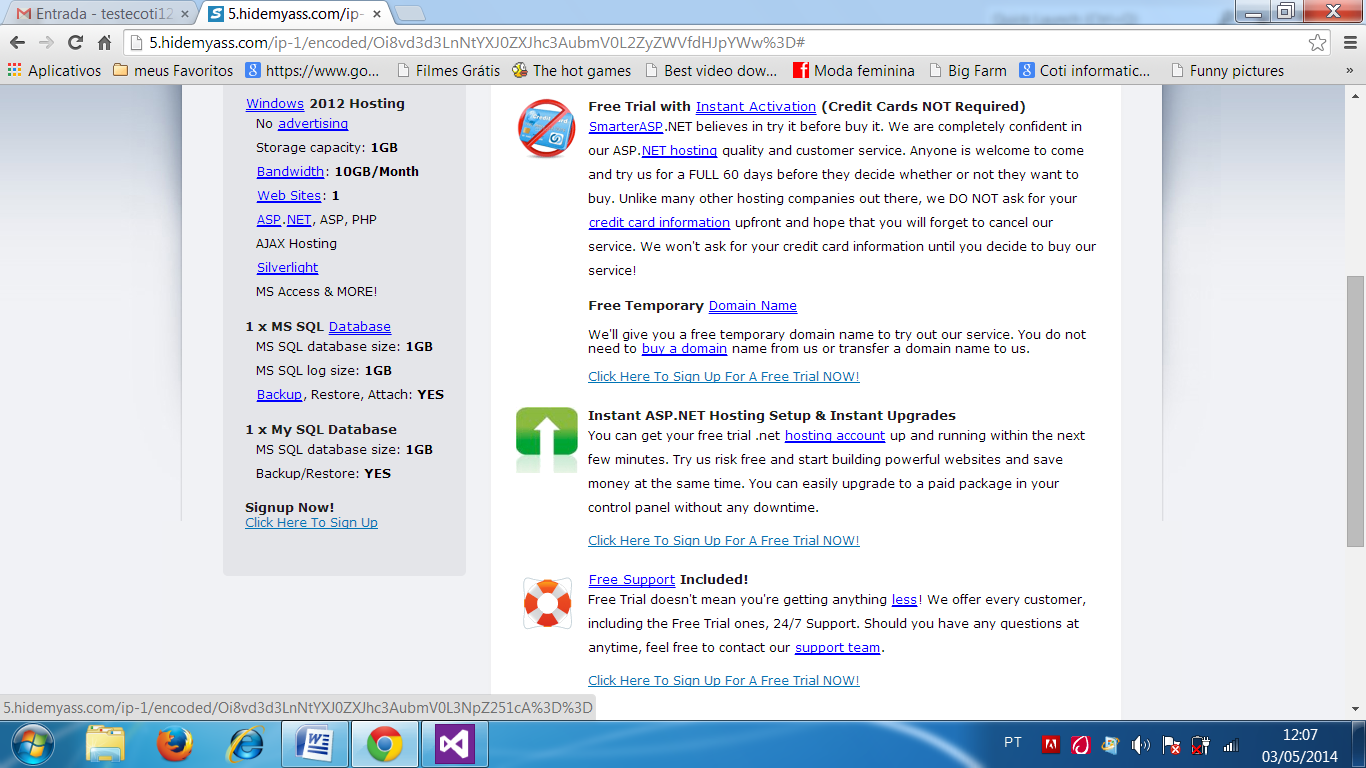 Entrada - testecoti12
5.hidemyass.com/ip-
5.hidemyass.com/ip-1/encoded/Oi8vd3d3LnNtYXJ0ZXJhc3AubmV0L2ZyZWVfdHJpYWw%3D#
Aplicativos meus Favoritos https://www.go... Filmes Grátis The hot games Best video dow... Moda feminina Big Farm Coti informatic... Funny pictures »
Windows 2012 Hosting
No advertising
Storage capacity: 1GB
Bandwidth: 10GB/Month
Web Sites: 1
ASP.NET, ASP, PHP
AJAX Hosting
Silverlight
MS Access & MORE!
1 x MS SQL Database
MS SQL database size: 1GB
MS SQL log size: 1GB
Backup, Restore, Attach: YES
1 x My SQL Database
MS SQL database size: 1GB
Backup/Restore: YES
Signup Now!
Click Here To Sign Up
Free Trial with Instant Activation (Credit Cards NOT Required)
SmarterASP.NET believes in try it before buy it. We are completely confident in
our ASP.NET hosting quality and customer service. Anyone is welcome to come
and try us for a FULL 60 days before they decide whether or not they want to
buy. Unlike many other hosting companies out there, we DO NOT ask for your
credit card information upfront and hope that you will forget to cancel our
service. We won't ask for your credit card information until you decide to buy our
service!
Free Temporary Domain Name
We'll give you a free temporary domain name to try out our service. You do not
need to buy a domain name from us or transfer a domain name to us.
Click Here To Sign Up For A Free Trial NOW!
Instant ASP.NET Hosting Setup & Instant Upgrades
You can get your free trial .net hosting account up and running within the next
few minutes. Try us risk free and start building powerful websites and save
money at the same time. You can easily upgrade to a paid package in your
control panel without any downtime.
Click Here To Sign Up For A Free Trial NOW!
Free Support Included!
Free Trial doesn't mean you're getting anything less! We offer every customer,
including the Free Trial ones, 24/7 Support. Should you have any questions at
anytime, feel free to contact our support team.
Click Here To Sign Up For A Free Trial NOW!
5.hidemyass.com/ip-1/encoded/Oi8vd3d3LnNtYXJ0ZXJhc3AubmV0L3NpZ251cA%3D%3D
PT
12:07
03/05/2014